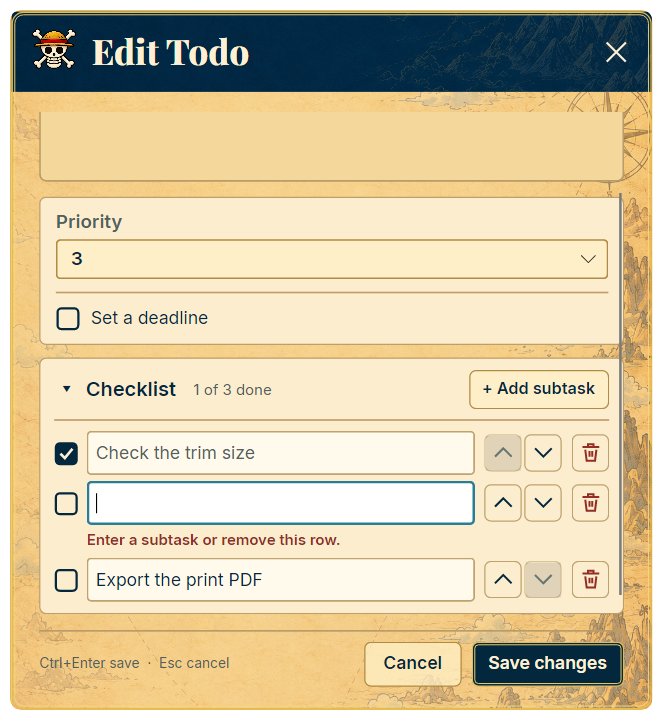 Edit Todo
Priority
3
Set a deadline
Checklist 1 of 3 done + Add subtask
Check the trim size
Enter a subtask or remove this row.
Export the print PDF
Ctrl+Enter save · Esc cancel Cancel Save changes